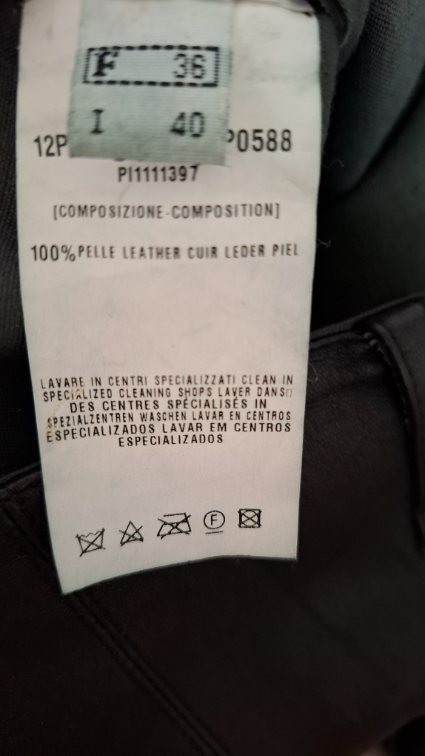 F 36
I 40
12P P0588
PI1111397
[COMPOSIZIONE-COMPOSITION]
100% PELLE LEATHER CUIR LEDER PIEL
LAVARE IN CENTRI SPECIALIZZATI CLEAN IN
SPECIALIZED CLEANING SHOPS LAVER DANS□
DES CENTRES SPÉCIALISÉS IN
SPEZIALZENTREN WASCHEN LAVAR EN CENTROS
ESPECIALIZADOS LAVAR EM CENTROS
ESPECIALIZADOS
F